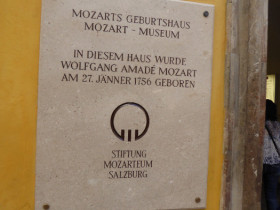 MOZARTS GEBURTSHAUS
MOZART – MUSEUM
IN DIESEM HAUS WURDE
WOLFGANG AMADÉ MOZART
AM 27. JÄNNER 1756 GEBOREN
STIFTUNG
MOZARTEUM
SALZBURG